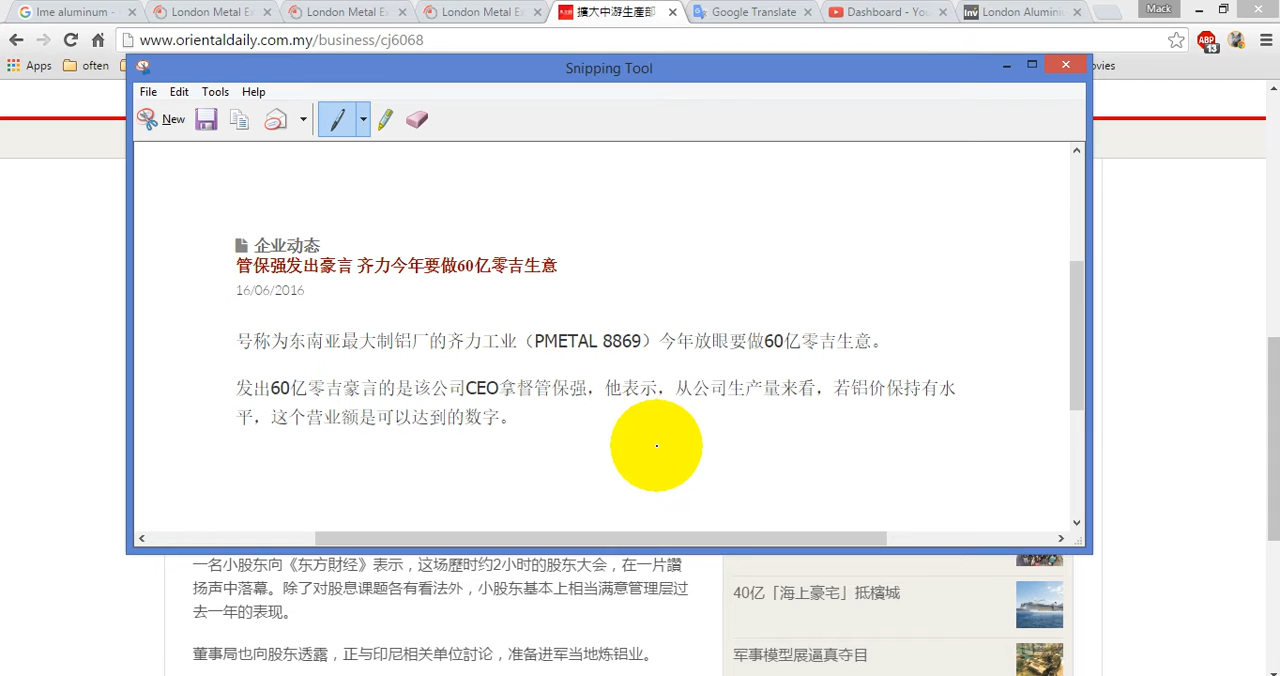 lme aluminum -
London Metal E
London Metal E
London Metal E
擴大中游生產部
Google Translate
Dashboard - You
London Alumini
Mack
www.orientaldaily.com.my/business/cj6068
ABP
13
Apps
often
ovies
Snipping Tool
File
Edit
Tools
Help
New
企业动态
管保强发出豪言 齐力今年要做60亿零吉生意
16/06/2016
号称为东南亚最大制铝厂的齐力工业（PMETAL 8869）今年放眼要做60亿零吉生意。
发出60亿零吉豪言的是该公司CEO拿督管保强，他表示，从公司生产量来看，若铝价保持有水
平，这个营业额是可以达到的数字。
一名小股东向《东方財径》表示，这场歷时约2小时的股东大会，在一片讚
扬声中落幕。除了对股息课题各有看法外，小股东基本上相当满意管理层过
去一年的表现。
董事局也向股东透露，正与印尼相关单位討论，准备进军当地炼铝业。
40亿「海上豪宅」抵檳城
军事模型展逼真夺目